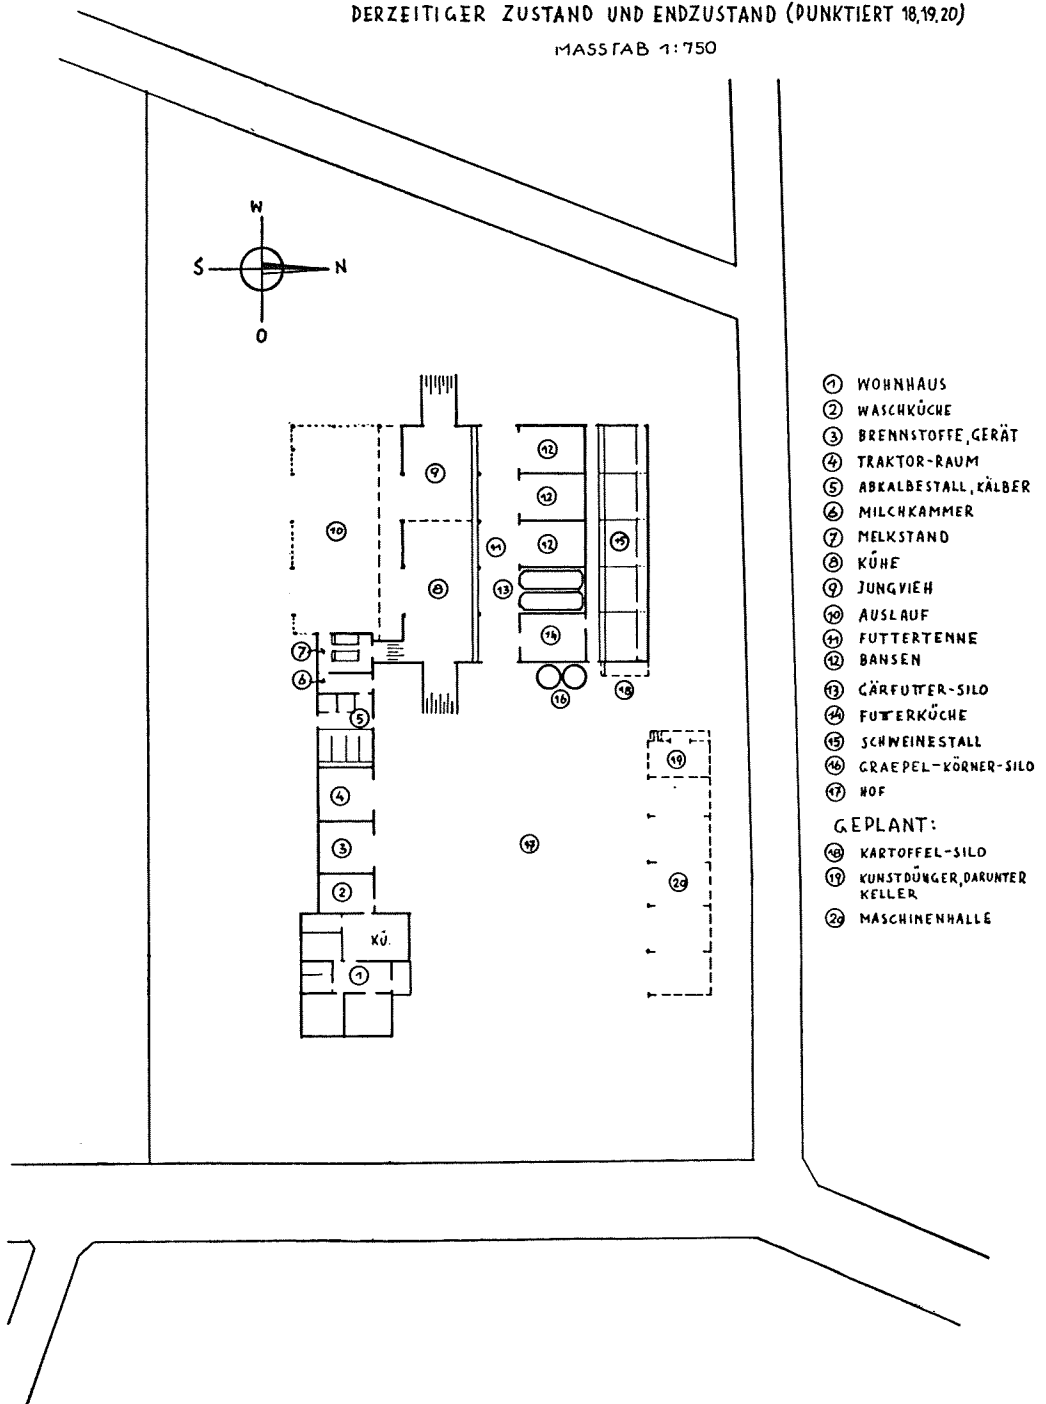 DERZEITIGER ZUSTAND UND ENDZUSTAND (PUNKTIERT 18,19,20)
MASSTAB 1:750
W
S N
O
① WOHNHAUS
② WASCHKÜCHE
③ BRENNSTOFFE, GERÄT
④ TRAKTOR-RAUM
⑤ ABKALBESTALL, KÄLBER
⑥ MILCHKAMMER
⑦ MELKSTAND
⑧ KÜHE
⑨ JUNGVIEH
⑩ AUSLAUF
⑪ FUTTERTENNE
⑫ BANSEN
⑬ GÄRFUTTER-SILO
⑭ FUTTERKÜCHE
⑮ SCHWEINESTALL
⑯ GRAEPEL-KÖRNER-SILO
⑰ HOF
GEPLANT:
⑱ KARTOFFEL-SILO
⑲ KUNSTDÜNGER, DARUNTER
KELLER
⑳ MASCHINENHALLE
12
9
12
10
11
12
15
8
13
14
7
6
16
18
5
19
4
3
17
2
20
KÜ.
1